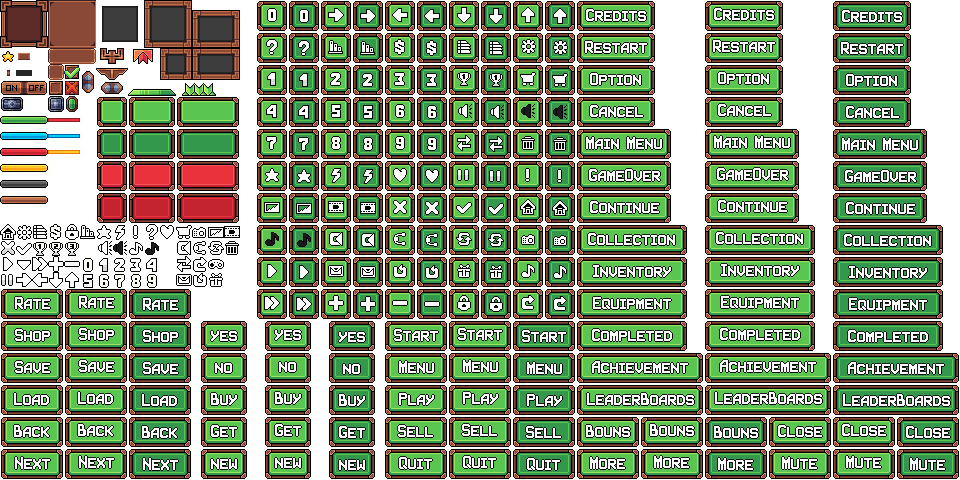 0 0 CREDITS CREDITS CREDITS
? ? $ $ RESTART RESTART RESTART
1 1 2 2 3 3 OPTION OPTION OPTION
ON OFF
4 4 5 5 6 6 CANCEL CANCEL CANCEL
7 7 8 8 9 9 MAIN MENU MAIN MENU MAIN MENU
! ! GAMEOVER GAMEOVER GAMEOVER
CONTINUE CONTINUE CONTINUE
$ ! ?
COLLECTION COLLECTION COLLECTION
0 1 2 3 4
INVENTORY INVENTORY INVENTORY
5 6 7 8 9
RATE RATE RATE EQUIPMENT EQUIPMENT EQUIPMENT
SHOP SHOP SHOP YES YES YES START START START COMPLETED COMPLETED COMPLETED
SAVE SAVE SAVE NO NO NO MENU MENU MENU ACHIEVEMENT ACHIEVEMENT ACHIEVEMENT
LOAD LOAD LOAD BUY BUY BUY PLAY PLAY PLAY LEADERBOARDS LEADERBOARDS LEADERBOARDS
BACK BACK BACK GET GET GET SELL SELL SELL BOUNS BOUNS BOUNS CLOSE CLOSE CLOSE
NEXT NEXT NEXT NEW NEW NEW QUIT QUIT QUIT MORE MORE MORE MUTE MUTE MUTE